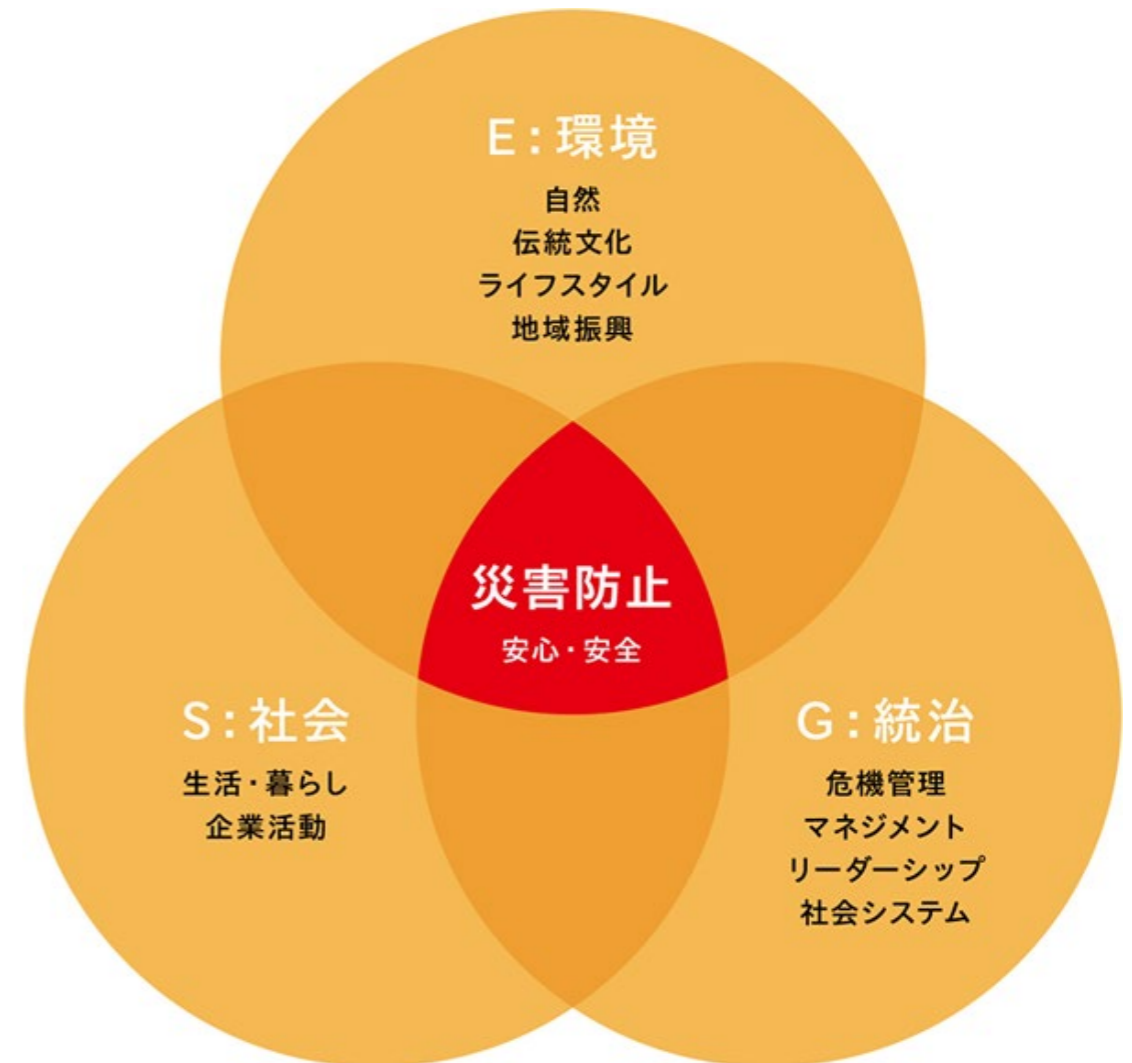 E:環境
自然
伝統文化
ライフスタイル
地域振興
災害防止
安心・安全
S:社会
生活・暮らし
企業活動
G:統治
危機管理
マネジメント
リーダーシップ
社会システム